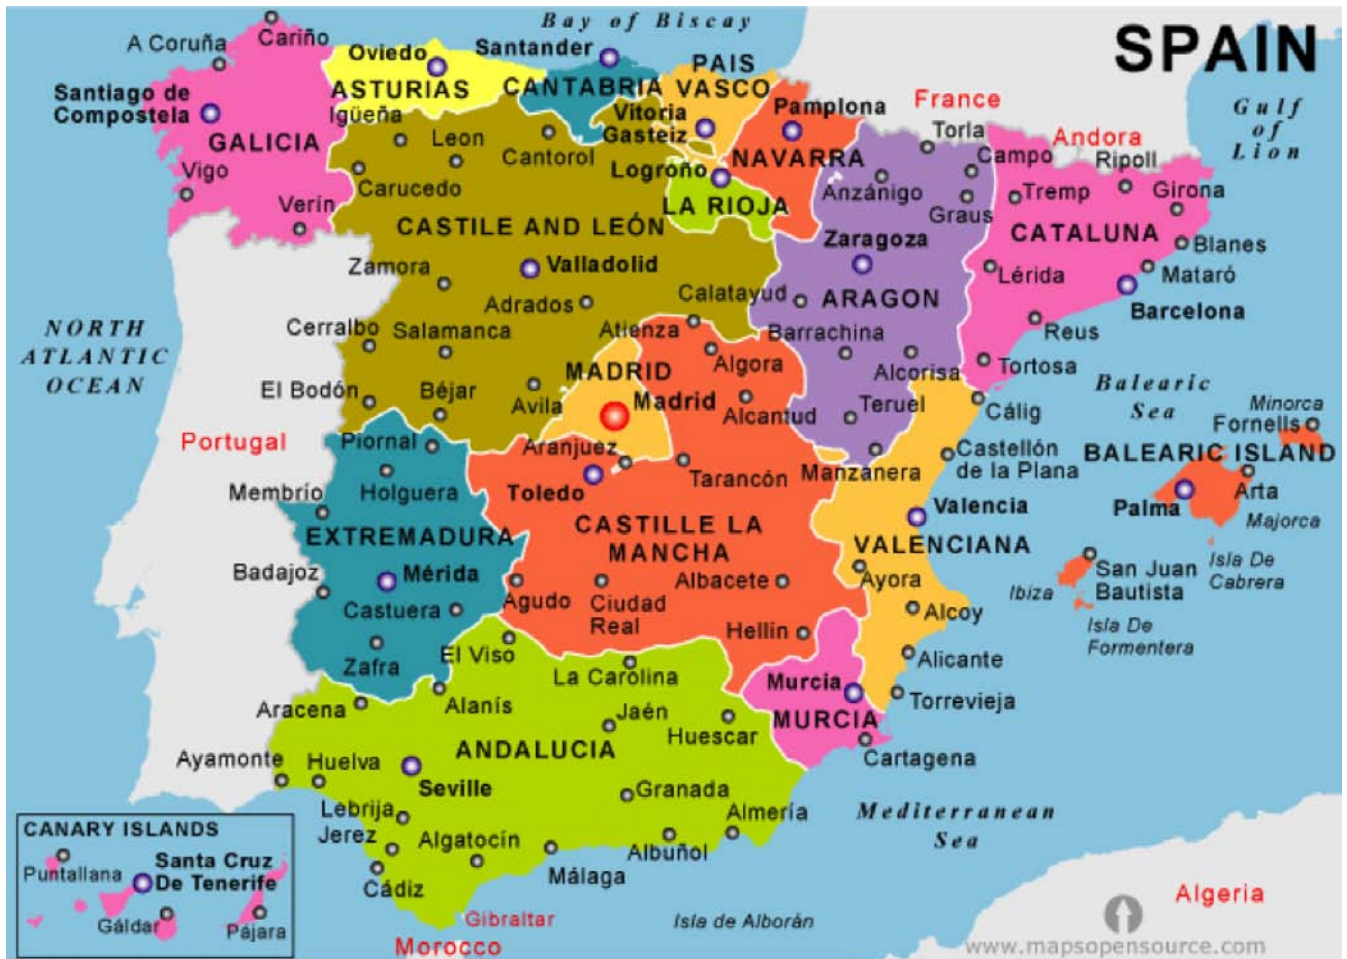 Bay of Biscay
SPAIN
Cariño
A Coruña
Oviedo
Santander
PAIS
VASCO
ASTURIAS
CANTABRIA
Santiago de
Compostela
Igüeña
Vitoria
Gasteiz
Pamplona
France
Gulf
of
Lion
GALICIA
Leon
Cantorol
Torla
Andorra
NAVARRA
Campo
Ripoll
Vigo
Carucedo
Logroño
Anzánigo
Tremp
Girona
Verín
LA RIOJA
Graus
CASTILE AND LEÓN
CATALUNA
Zaragoza
Blanes
Zamora
Valladolid
Lérida
Mataró
Adrados
Calatayud
ARAGON
Barcelona
NORTH
ATLANTIC
OCEAN
Cerralbo
Salamanca
Atienza
Barrachina
Reus
MADRID
Algora
Alcorisa
Tortosa
El Bodón
Béjar
Avila
Madrid
Alcantud
Teruel
Cálig
Balearic
Sea
Minorca
Fornells
Portugal
Piornal
Aranjuez
Castellón
de la Plana
BALEARIC ISLAND
Manzanera
Tarancón
Membrío
Holguera
Toledo
Arta
Palma
Valencia
Majorca
EXTREMADURA
CASTILLE LA
MANCHA
VALENCIANA
Isla De
Cabrera
Badajoz
Mérida
Albacete
Ayora
San Juan
Bautista
Ibiza
Castuera
Agudo
Ciudad
Real
Alcoy
Isla De
Formentera
Hellín
Zafra
El Viso
Alicante
La Carolina
Murcia
Torrevieja
Aracena
Alanís
Jaén
MURCIA
Huescar
ANDALUCIA
Ayamonte
Huelva
Cartagena
Seville
Granada
Lebrija
Almería
Mediterranean
Sea
Jerez
Algatocín
Albuñol
CANARY ISLANDS
Santa Cruz
De Tenerife
Puntallana
Cádiz
Málaga
Algeria
Gáldar
Pájara
Gibraltar
Isla de Alborán
Morocco
www.mapsopensource.com